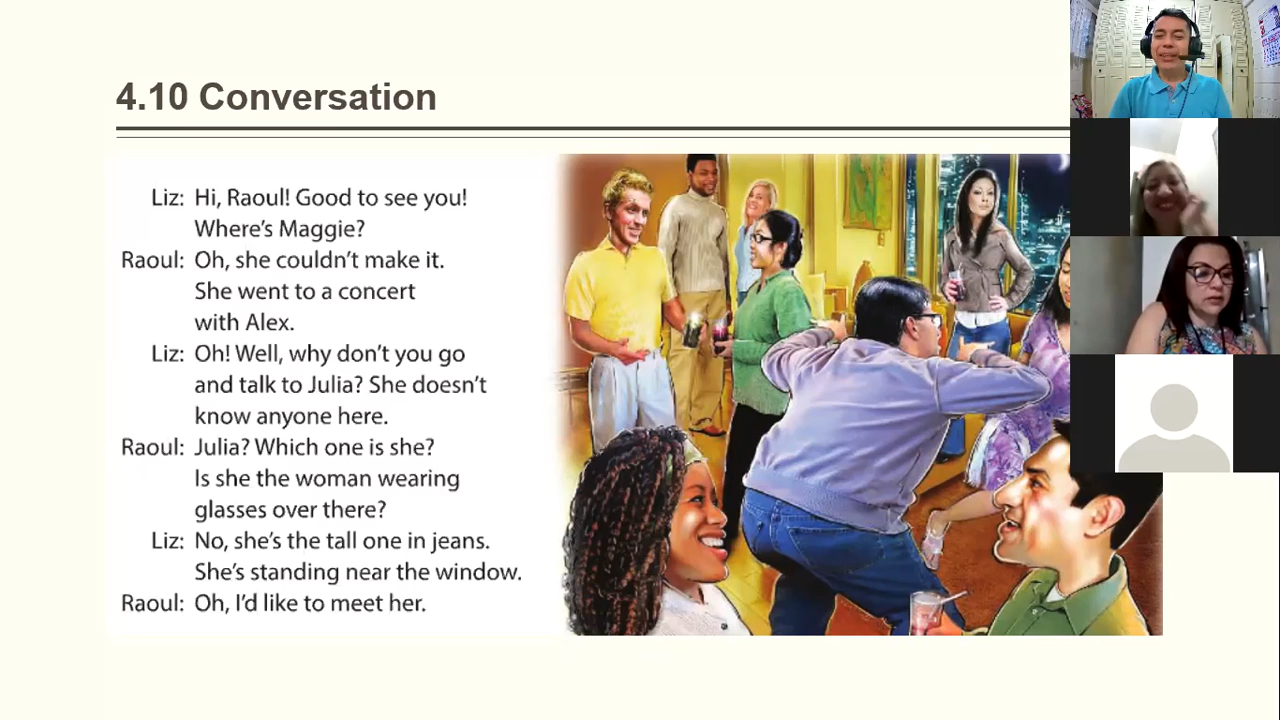 4.10 Conversation
Liz: Hi, Raoul! Good to see you!
Where's Maggie?
Raoul: Oh, she couldn't make it.
She went to a concert
with Alex.
Liz: Oh! Well, why don't you go
and talk to Julia? She doesn't
know anyone here.
Raoul: Julia? Which one is she?
Is she the woman wearing
glasses over there?
Liz: No, she's the tall one in jeans.
She's standing near the window.
Raoul: Oh, I'd like to meet her.